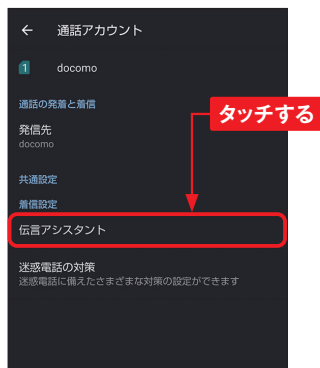 ← 通話アカウント
1 docomo
通話の発着と着信
タッチする
発信先
docomo
共通設定
着信設定
伝言アシスタント
迷惑電話の対策
迷惑電話に備えたさまざまな対策の設定ができます